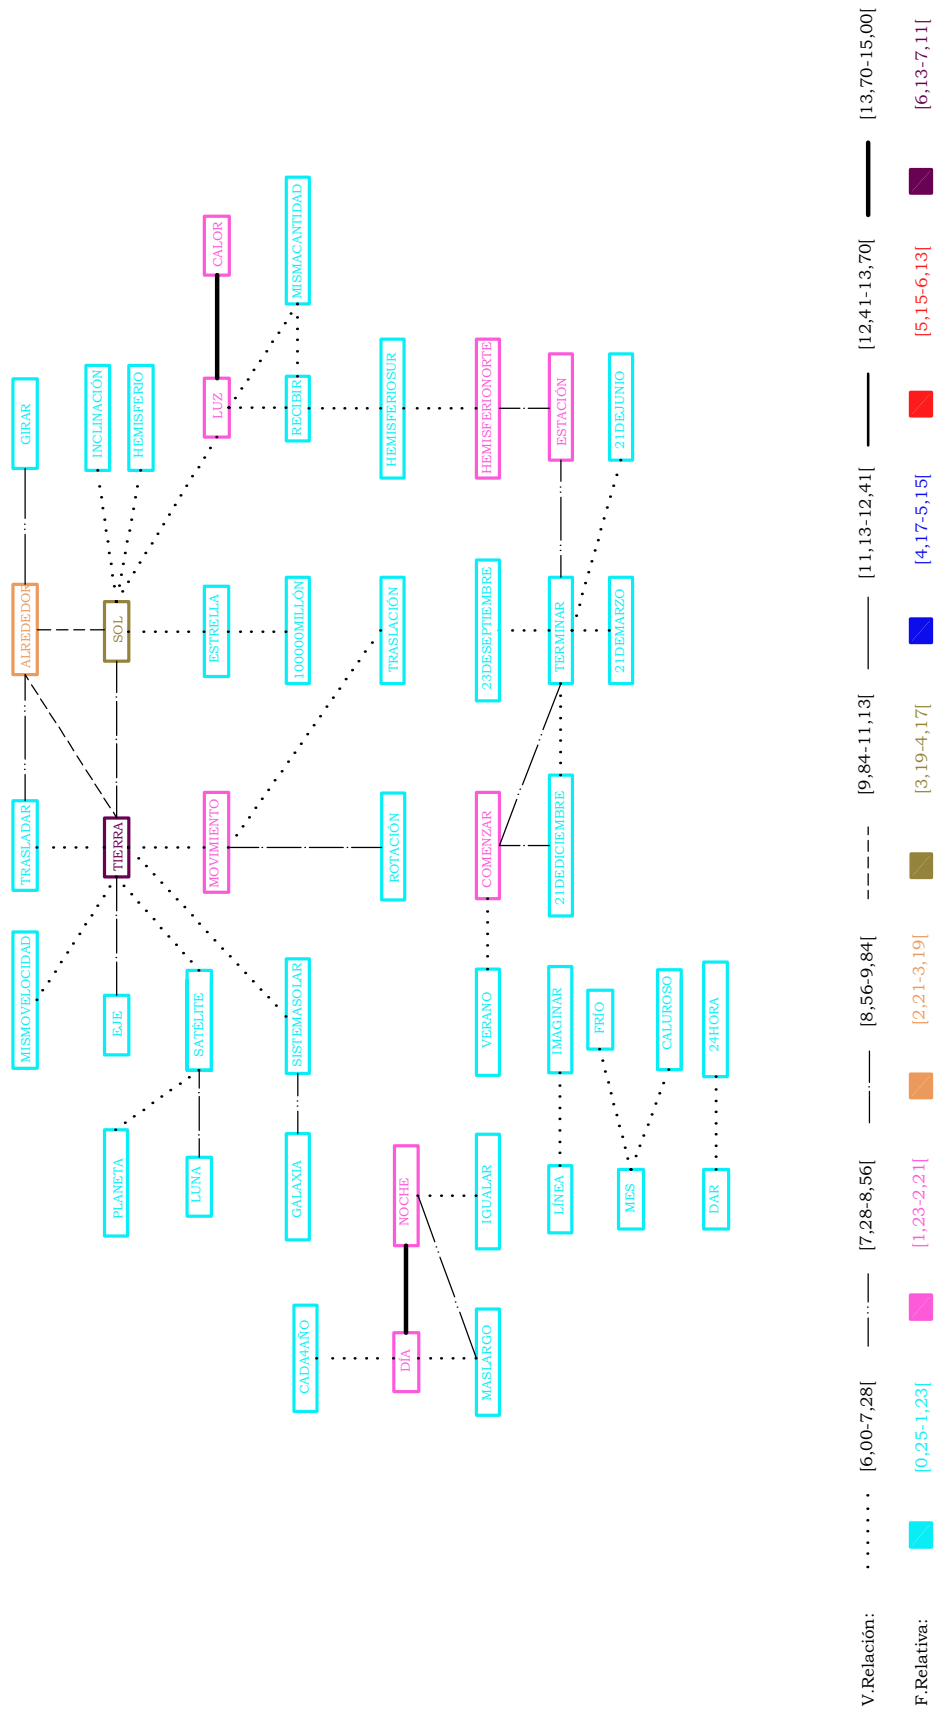 MISMOVELOCIDAD TRASLADAR ALREDEDOR GIRAR
INCLINACIÓN
PLANETA EJE TIERRA SOL
HEMISFERIO
LUNA SATÉLITE
MOVIMIENTO ESTRELLA LUZ CALOR
GALAXIA SISTEMASOLAR 1000000MILLÓN RECIBIR MISMACANTIDAD
CADA4AÑO
ROTACIÓN TRASLACIÓN HEMISFERIOSUR
DÍA NOCHE
MASLARGO IGUALAR VERANO COMENZAR 23DESEPTIEMBRE HEMISFERIONORTE
LÍNEA IMAGINAR 21DEDICIEMBRE TERMINAR ESTACIÓN
FRÍO
MES 21DEMARZO 21DEJUNIO
CALUROSO
DAR 24HORA
V.Relación: [6,00-7,28[ [7,28-8,56[ [8,56-9,84[ [9,84-11,13[ [11,13-12,41[ [12,41-13,70[ [13,70-15,00[
F.Relativa: [0,25-1,23[ [1,23-2,21[ [2,21-3,19[ [3,19-4,17[ [4,17-5,15[ [5,15-6,13[ [6,13-7,11[